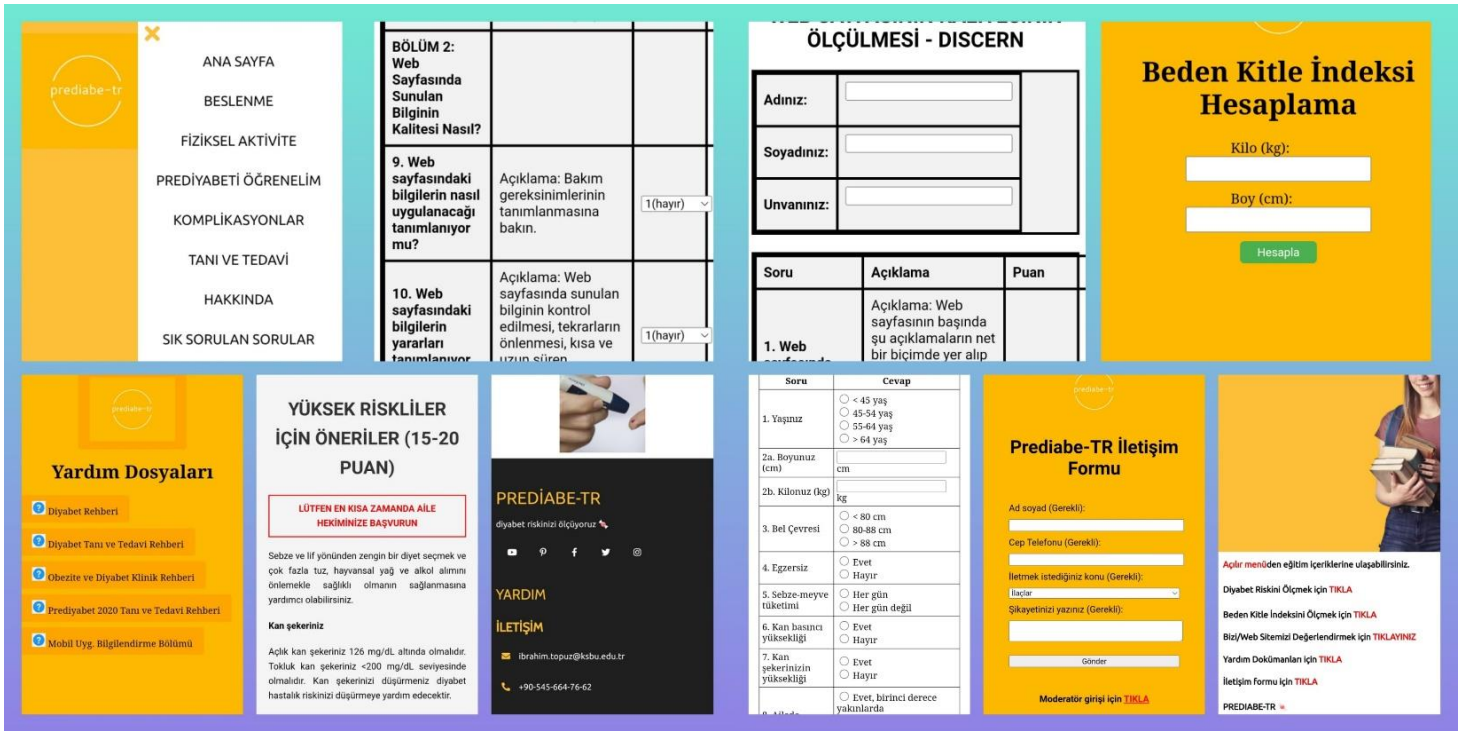 prediabe-tr
ANA SAYFA
BESLENME
FİZİKSEL AKTİVİTE
PREDİYABETİ ÖĞRENELİM
KOMPLİKASYONLAR
TANI VE TEDAVİ
HAKKINDA
SIK SORULAN SORULAR
BÖLÜM 2:
Web
Sayfasında
Sunulan
Bilginin
Kalitesi Nasıl?
9. Web
sayfasındaki
bilgilerin nasıl
uygulanacağı
tanımlanıyor
mu?
Açıklama: Bakım
gereksinimlerinin
tanımlanmasına
bakın.
1(hayır)
10. Web
sayfasındaki
bilgilerin
yararları
tanımlanıyor
Açıklama: Web
sayfasında sunulan
bilginin kontrol
edilmesi, tekrarların
önlenmesi, kısa ve
uzun süren
1(hayır)
ÖLÇÜLMESİ - DISCERN
Adınız:
Soyadınız:
Unvanınız:
Soru Açıklama Puan
1. Web
sayfasında
Açıklama: Web
sayfasının başında
şu açıklamaların net
bir biçimde yer alıp
Beden Kitle İndeksi
Hesaplama
Kilo (kg):
Boy (cm):
Hesapla
prediabe-tr
Yardım Dosyaları
Diyabet Rehberi
Diyabet Tanı ve Tedavi Rehberi
Obezite ve Diyabet Klinik Rehberi
Prediyabet 2020 Tanı ve Tedavi Rehberi
Mobil Uyg. Bilgilendirme Bölümü
YÜKSEK RİSKLİLER
İÇİN ÖNERİLER (15-20
PUAN)
LÜTFEN EN KISA ZAMANDA AİLE
HEKİMİNİZE BAŞVURUN
Sebze ve lif yönünden zengin bir diyet seçmek ve
çok fazla tuz, hayvansal yağ ve alkol alımını
önlemekle sağlıklı olmanın sağlanmasına
yardımcı olabilirsiniz.
Kan şekeriniz
Açlık kan şekeriniz 126 mg/dL altında olmalıdır.
Tokluk kan şekeriniz <200 mg/dL seviyesinde
olmalıdır. Kan şekerinizi düşürmeniz diyabet
hastalık riskinizi düşürmeye yardım edecektir.
PREDİABE-TR
diyabet riskinizi ölçüyoruz
YARDIM
İLETİŞİM
ibrahim.topuz@ksbu.edu.tr
+90-545-664-76-62
Soru Cevap
1. Yaşınız
< 45 yaş
45-54 yaş
55-64 yaş
> 64 yaş
2a. Boyunuz
(cm)
cm
2b. Kilonuz (kg)
kg
3. Bel Çevresi
< 80 cm
80-88 cm
> 88 cm
4. Egzersiz
Evet
Hayır
5. Sebze-meyve
tüketimi
Her gün
Her gün değil
6. Kan basıncı
yüksekliği
Evet
Hayır
7. Kan
şekerinizin
yüksekliği
Evet
Hayır
Evet, birinci derece
yakınlarda
prediabe-tr
Prediabe-TR İletişim
Formu
Ad soyad (Gerekli):
Cep Telefonu (Gerekli):
İletmek istediğiniz konu (Gerekli):
İlaçlar
Şikayetinizi yazınız (Gerekli):
Gönder
Moderatör girişi için TIKLA
Açılır menüden eğitim içeriklerine ulaşabilirsiniz.
Diyabet Riskini Ölçmek için TIKLA
Beden Kitle İndeksini Ölçmek için TIKLA
Bizi/Web Sitemizi Değerlendirmek için TIKLAYINIZ
Yardım Dokümanları için TIKLA
İletişim formu için TIKLA
PREDIABE-TR